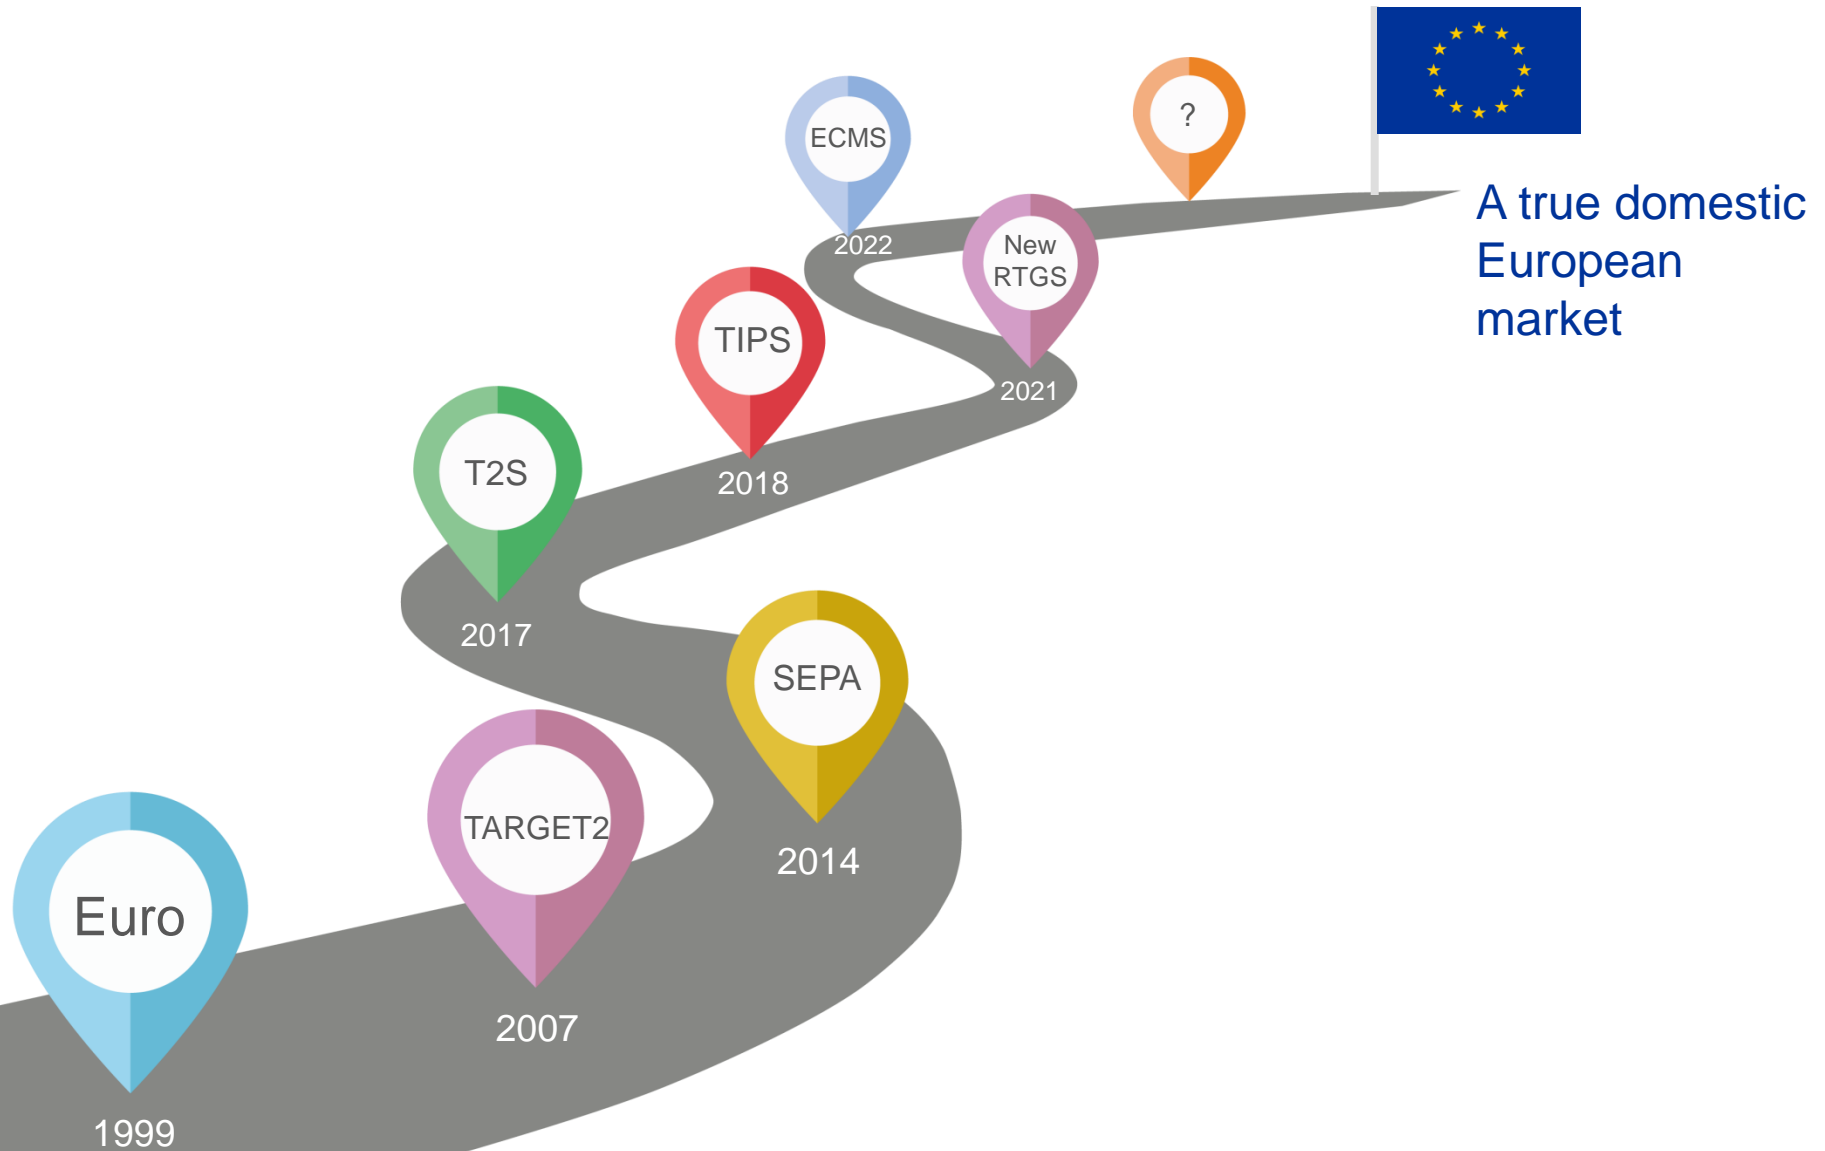 ?
ECMS
A true domestic
European
market
2022
New
RTGS
TIPS
2021
T2S
2018
2017
SEPA
TARGET2
2014
Euro
2007
1999